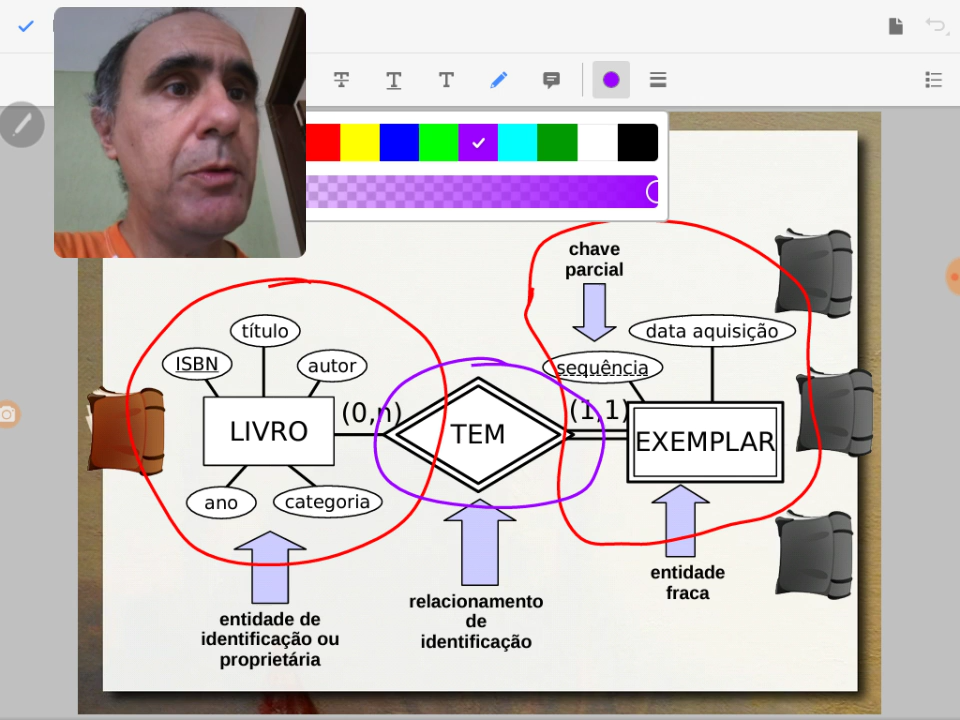 chave
parcial
título
data aquisição
ISBN
autor
sequência
(0,n)
(1,1)
LIVRO
TEM
EXEMPLAR
ano
categoria
entidade
fraca
relacionamento
de
identificação
entidade de
identificação ou
proprietária